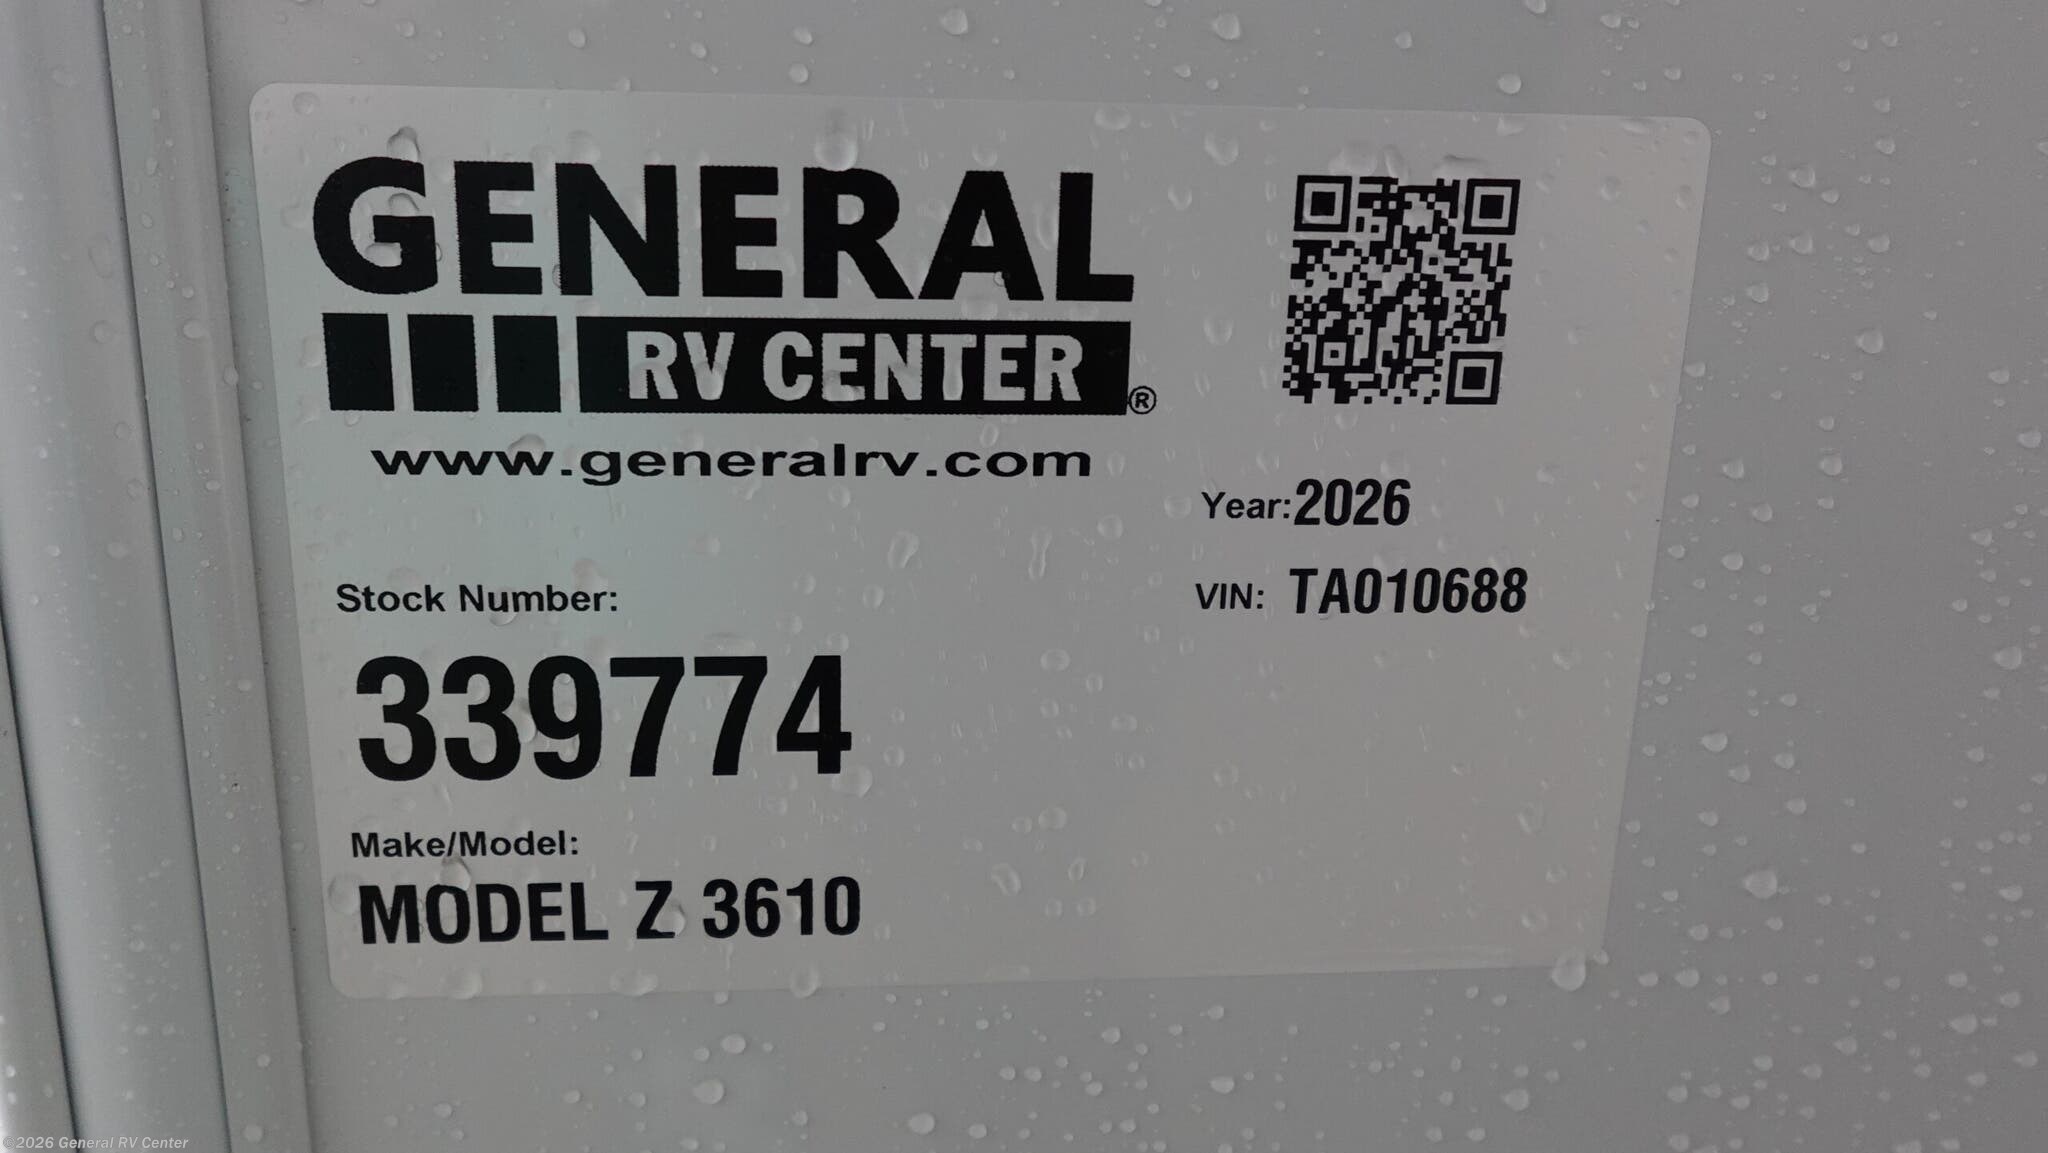 GENERAL
RV CENTER®
www.generalrv.com
Year: 2026
VIN: TA010688
Stock Number:
339774
Make/Model:
MODEL Z 3610
©2026 General RV Center